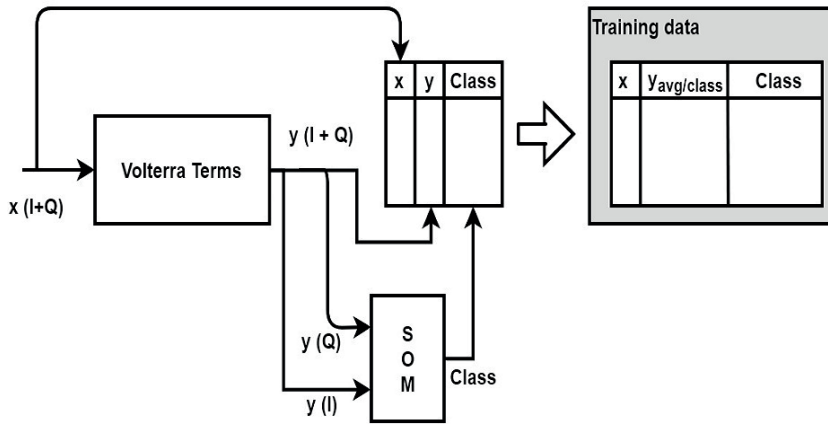 Training data
x y Class
x yavg/class Class
y (I + Q)
Volterra Terms
x (I+Q)
y (Q)
S
O
M
Class
y (I)